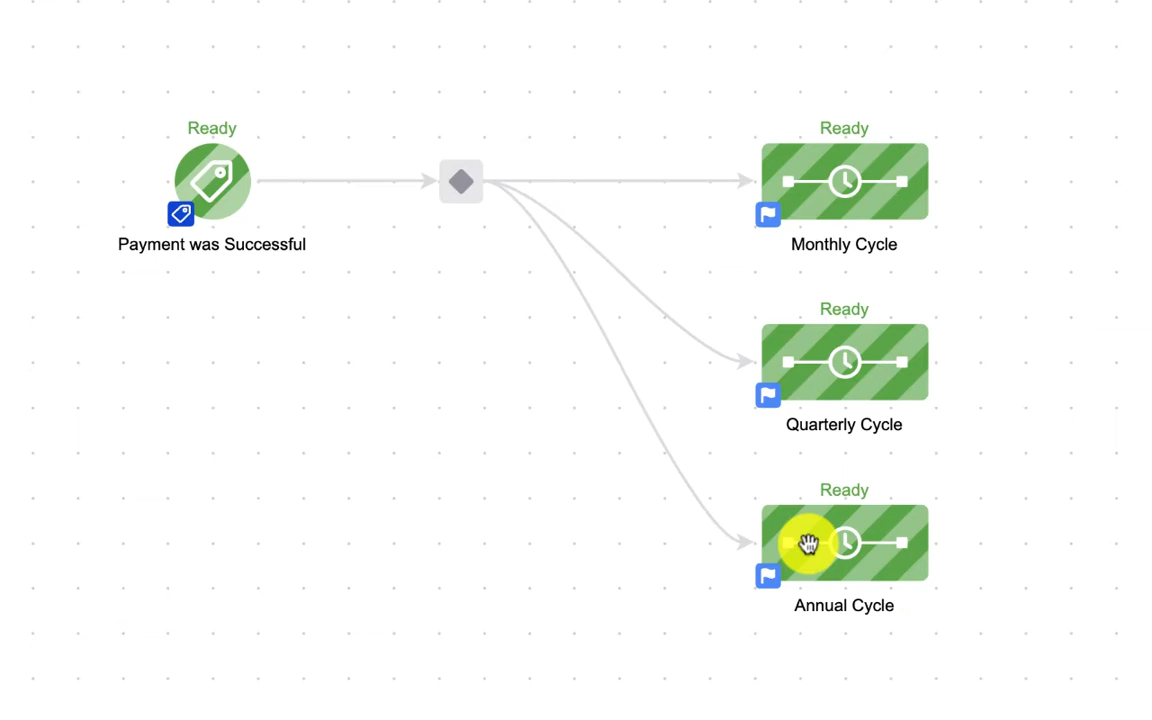 Ready
Payment was Successful
Ready
Monthly Cycle
Ready
Quarterly Cycle
Ready
Annual Cycle